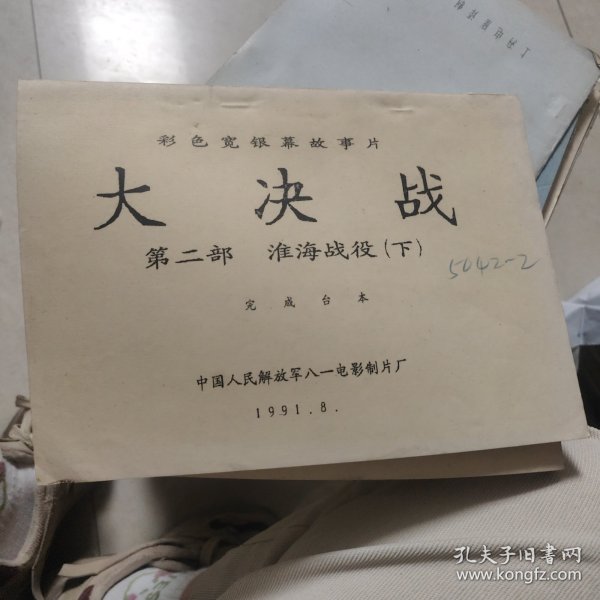 彩色宽银幕故事片
大决战
第二部 淮海战役(下)
5042-2
完成台本
中国人民解放军八一电影制片厂
1991.8.
孔夫子旧书网
www.kongfz.com